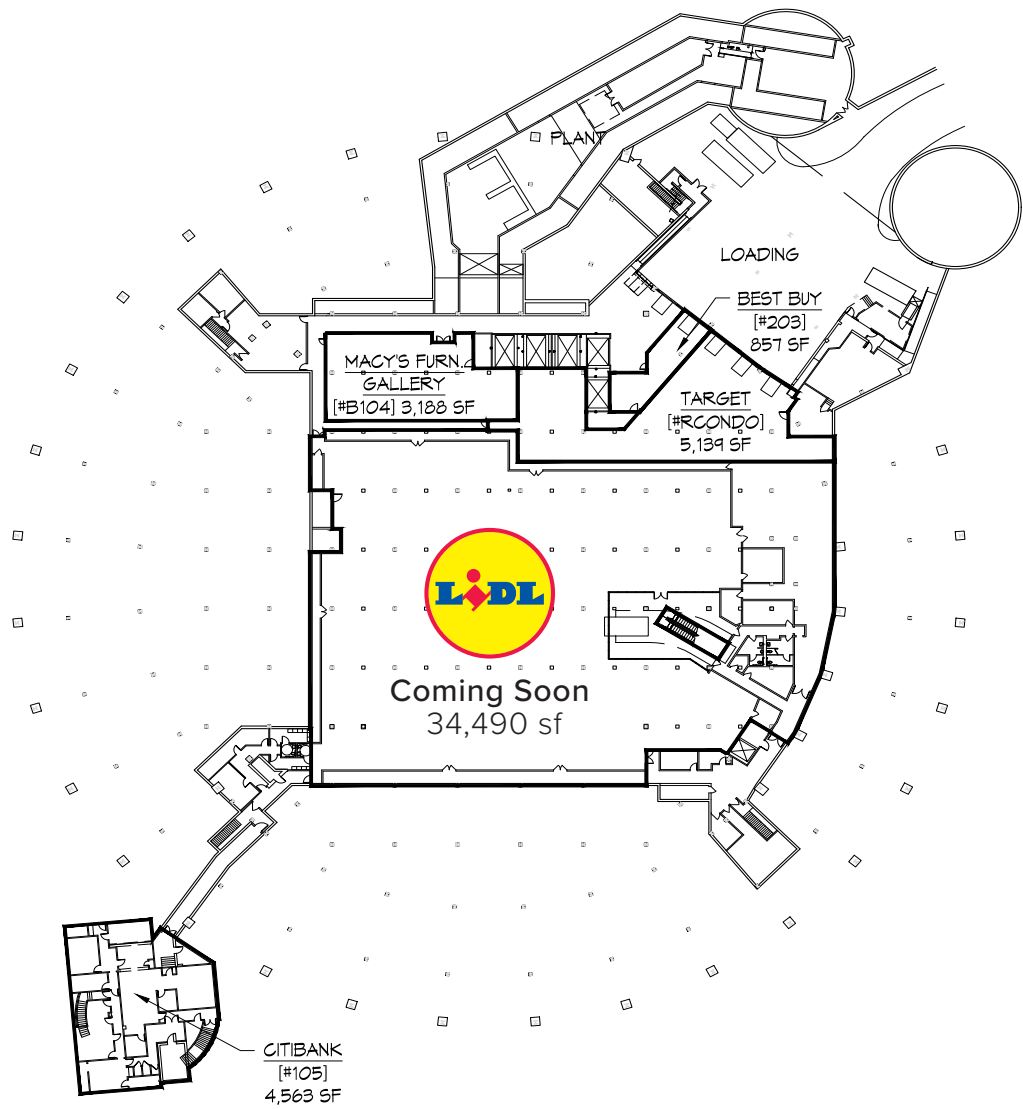 PLANT
LOADING
BEST BUY
[#203]
857 SF
MACY'S FURN.
GALLERY
[#B104] 3,188 SF
TARGET
[#RCONDO]
5,139 SF
LIDL
Coming Soon
34,490 sf
CITIBANK
[#105]
4,563 SF